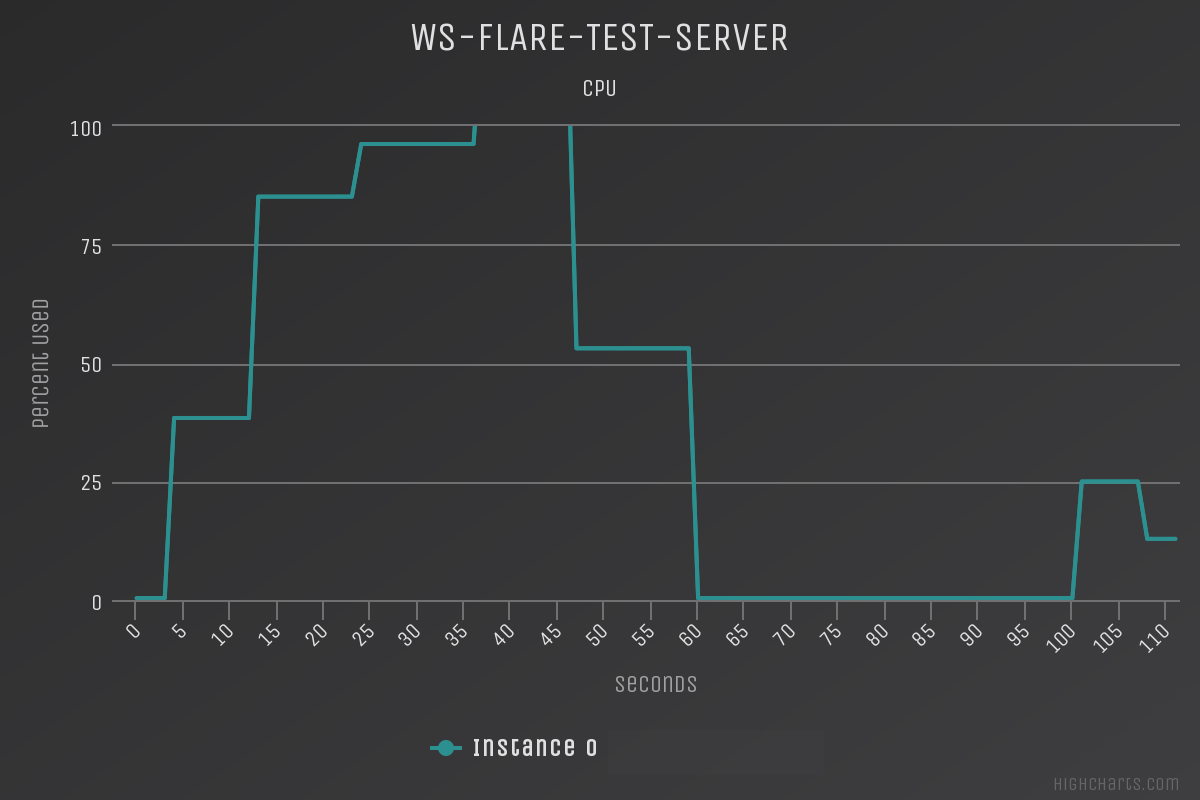 WS-FLARE-TEST-SERVER
CPU
100
75
50
25
0
Percent used
0 5 10 15 20 25 30 35 40 45 50 55 60 65 70 75 80 85 90 95 100 105 110
Seconds
Instance 0
Highcharts.com